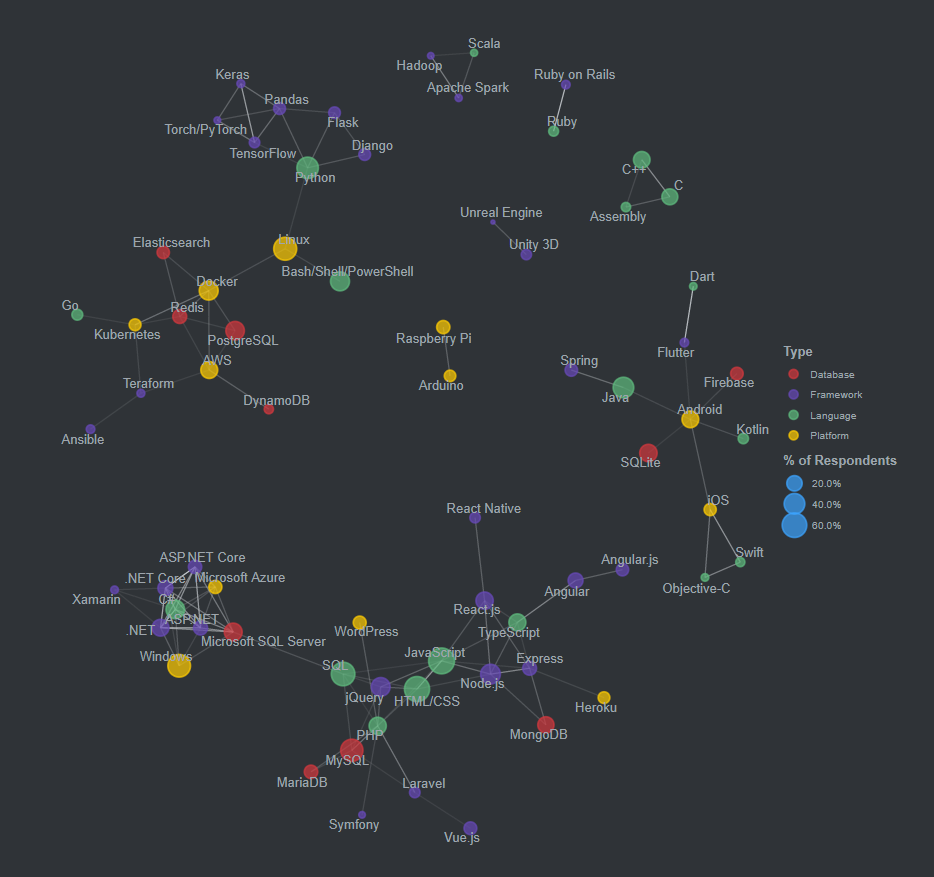 Scala
Hadoop
Apache Spark
Keras
Pandas
Torch/PyTorch
Flask
TensorFlow
Django
Python
Ruby on Rails
Ruby
C++
C
Assembly
Unreal Engine
Unity 3D
Elasticsearch
Linux
Bash/Shell/PowerShell
Docker
Go
Redis
Kubernetes
PostgreSQL
AWS
Teraform
DynamoDB
Ansible
Raspberry Pi
Arduino
Dart
Flutter
Spring
Java
Firebase
Android
Kotlin
SQLite
iOS
Swift
Objective-C
Type
Database
Framework
Language
Platform
% of Respondents
20.0%
40.0%
60.0%
React Native
ASP.NET Core
.NET Core
Microsoft Azure
Xamarin
C#
ASP.NET
.NET
Microsoft SQL Server
Windows
Angular.js
Angular
React.js
TypeScript
WordPress
JavaScript
Express
SQL
Node.js
jQuery
HTML/CSS
Heroku
PHP
MongoDB
MySQL
MariaDB
Laravel
Symfony
Vue.js